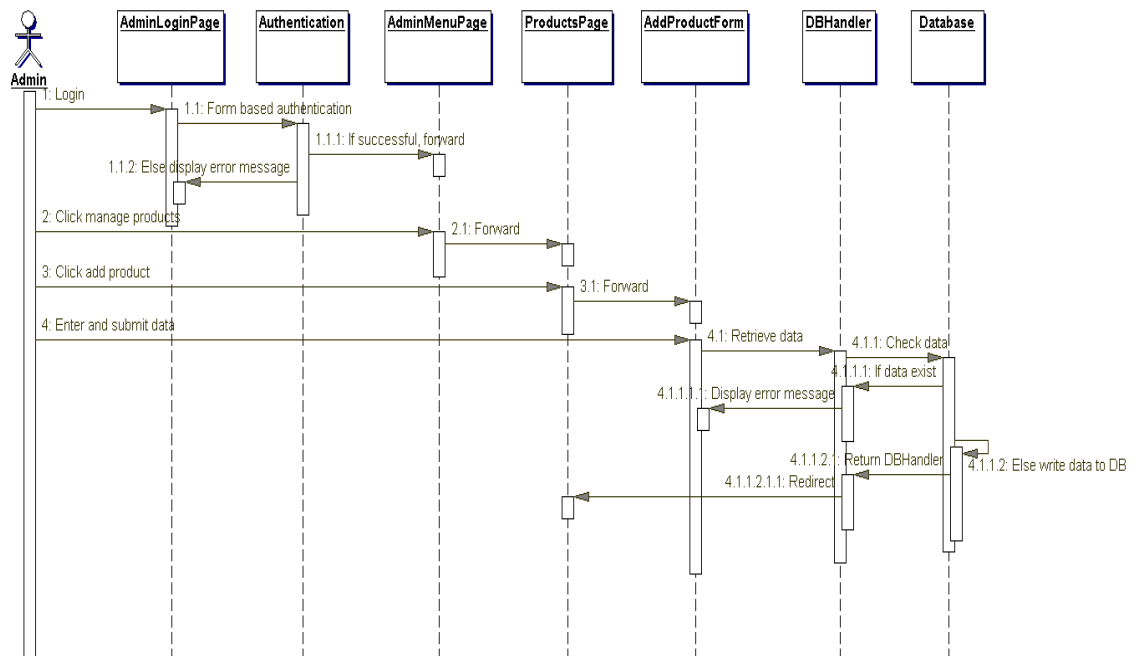 AdminLoginPage
Authentication
AdminMenuPage
ProductsPage
AddProductForm
DBHandler
Database
Admin
1: Login
1.1: Form based authentication
1.1.1: If successful, forward
1.1.2: Else display error message
2: Click manage products
2.1: Forward
3: Click add product
3.1: Forward
4: Enter and submit data
4.1: Retrieve data
4.1.1: Check data
4.1.1.1: If data exist
4.1.1.1.1: Display error message
4.1.1.2: Else write data to DB
4.1.1.2.1: Return DBHandler
4.1.1.2.1.1: Redirect